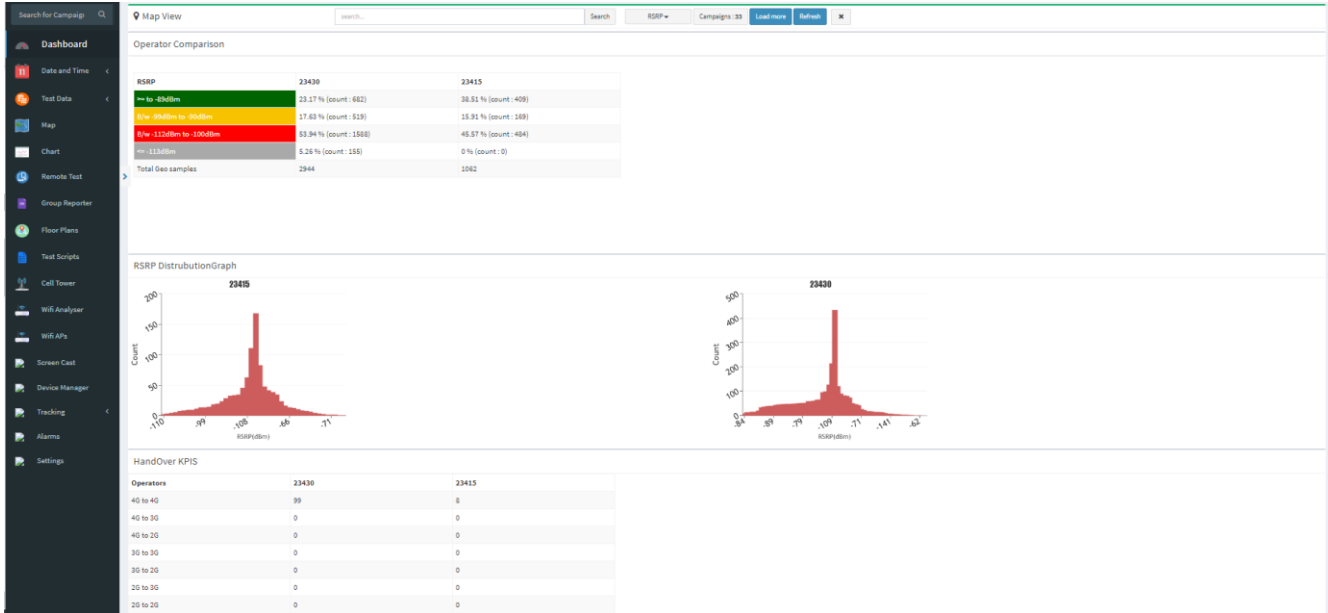 Search for Campaigr
Dashboard
11
Date and Time
Test Data
Map
Chart
Remote Test
Group Reporter
Floor Plans
Test Scripts
Cell Tower
Wifi Analyser
Wifi APs
Screen Cast
Device Manager
Tracking
Alarms
Settings
Map View
search...
Search
RSRP
Campaigns : 33
Load more
Refresh
Operator Comparison
RSRP 23430 23415
>= to -89dBm 23.17 % (count : 682) 38.51 % (count : 409)
B/w -99dBm to -90dBm 17.63 % (count : 519) 15.91 % (count : 169)
B/w -112dBm to -100dBm 53.94 % (count : 1588) 45.57 % (count : 484)
<= -113dBm 5.26 % (count : 155) 0 % (count : 0)
Total Geo samples 2944 1062
RSRP DistrubutionGraph
23415
200
150
100
50
0
Count
-110 -99 -108 -66 -71
RSRP(dBm)
23430
500
400
300
200
100
0
Count
-84 -89 -79 -109 -71 -141 -62
RSRP(dBm)
HandOver KPIS
Operators 23430 23415
4G to 4G 99 8
4G to 3G 0 0
4G to 2G 0 0
3G to 3G 0 0
3G to 2G 0 0
2G to 3G 0 0
2G to 2G 0 0